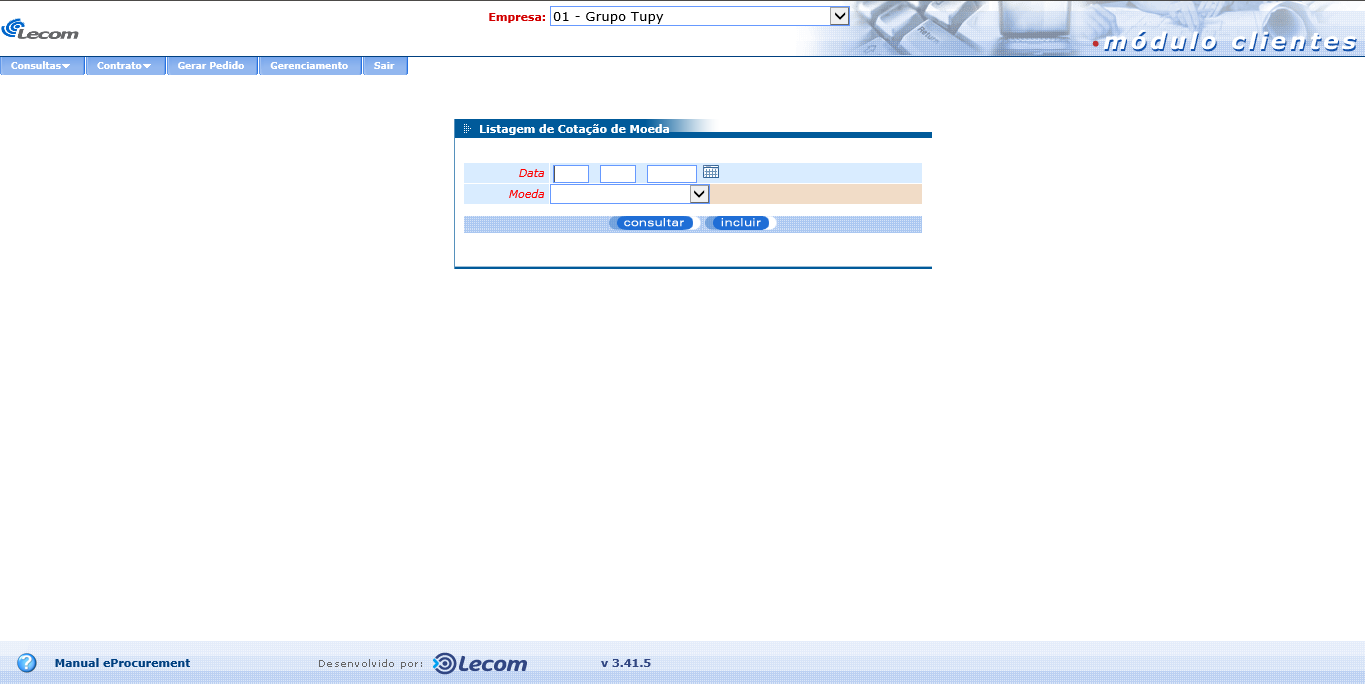 Lecom
Empresa: 01 - Grupo Tupy
Return
módulo clientes
Consultas Contrato Gerar Pedido Gerenciamento Sair
Listagem de Cotação de Moeda
Data
Moeda
consultar incluir
? Manual eProcurement Desenvolvido por: Lecom v 3.41.5